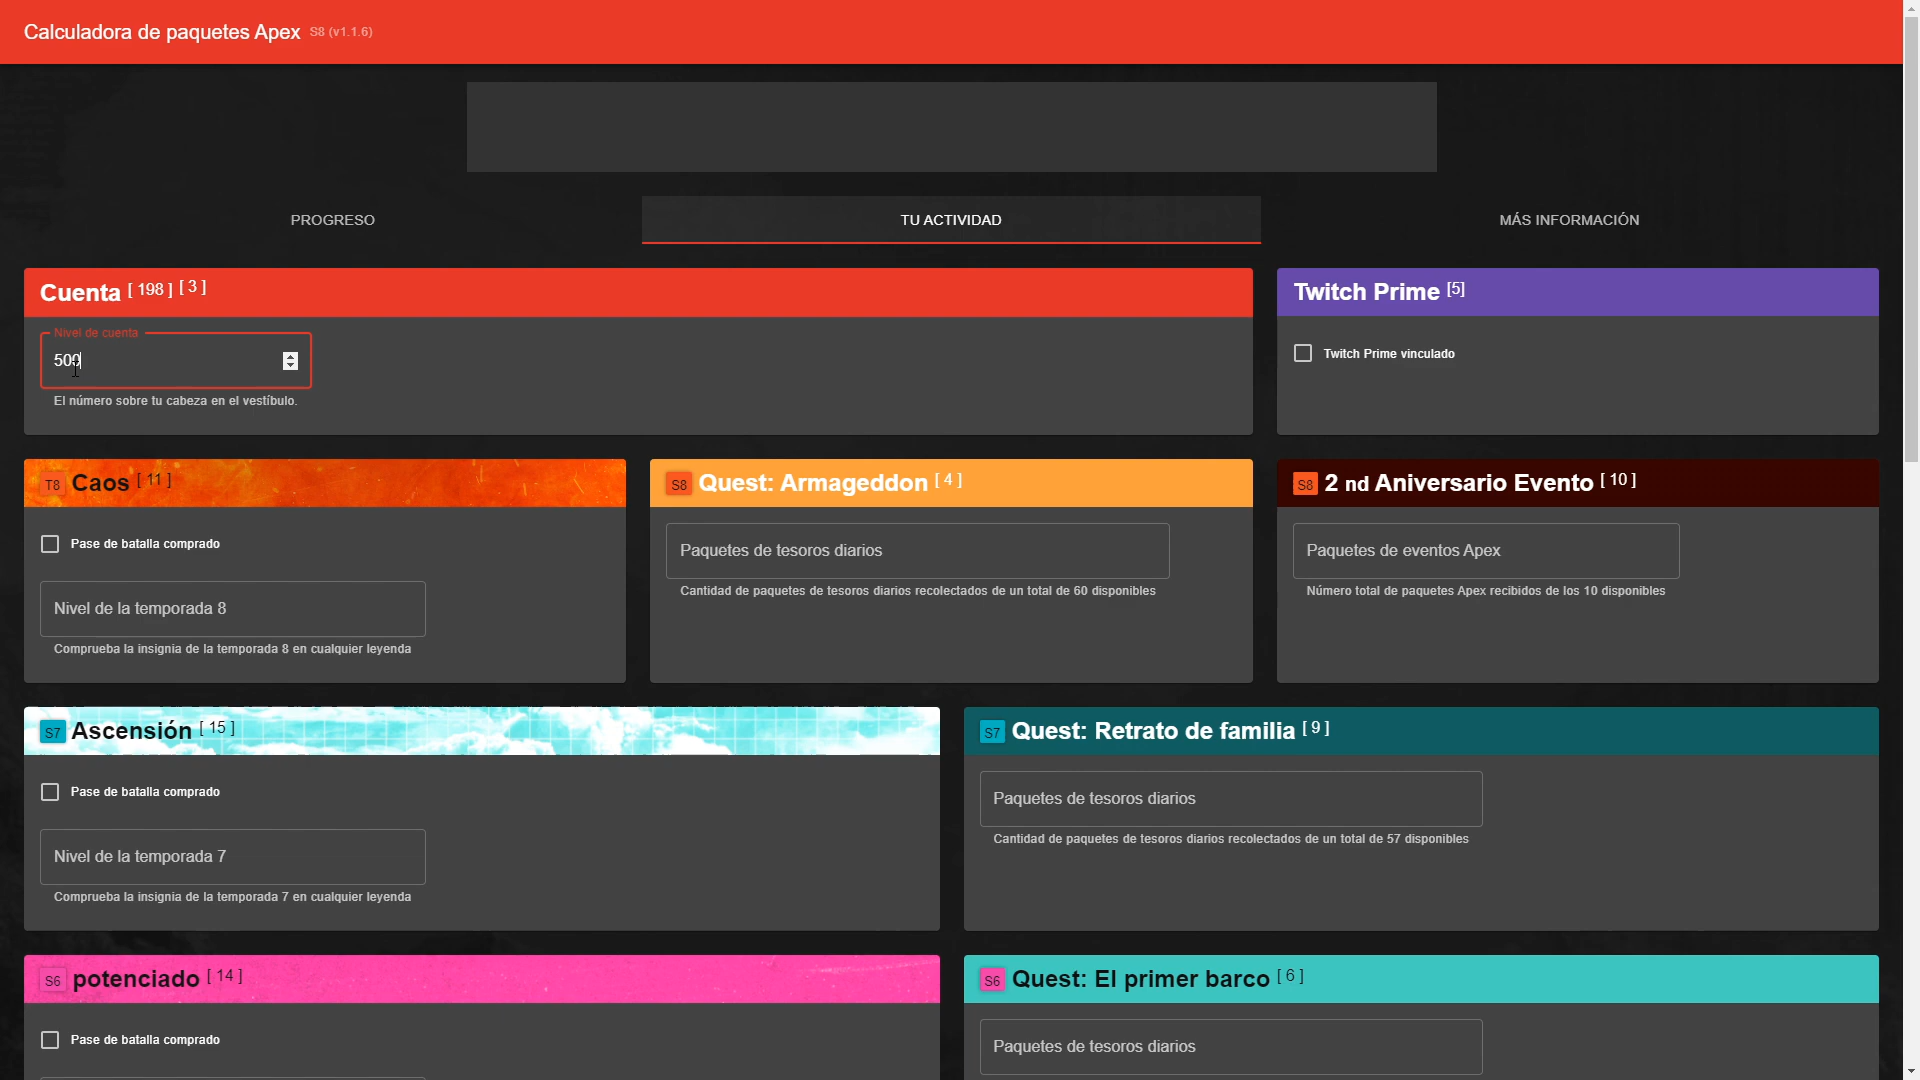 Calculadora de paquetes Apex S8 (v1.1.6)
PROGRESO
TU ACTIVIDAD
MÁS INFORMACIÓN
Cuenta [ 198 ] [ 3 ]
Nivel de cuenta
500
El número sobre tu cabeza en el vestíbulo.
Twitch Prime [5]
Twitch Prime vinculado
T8 Caos [ 11 ]
Pase de batalla comprado
Nivel de la temporada 8
Comprueba la insignia de la temporada 8 en cualquier leyenda
S8 Quest: Armageddon [ 4 ]
Paquetes de tesoros diarios
Cantidad de paquetes de tesoros diarios recolectados de un total de 60 disponibles
S8 2 nd Aniversario Evento [ 10 ]
Paquetes de eventos Apex
Número total de paquetes Apex recibidos de los 10 disponibles
S7 Ascensión [ 15 ]
Pase de batalla comprado
Nivel de la temporada 7
Comprueba la insignia de la temporada 7 en cualquier leyenda
S7 Quest: Retrato de familia [ 9 ]
Paquetes de tesoros diarios
Cantidad de paquetes de tesoros diarios recolectados de un total de 57 disponibles
S6 potenciado [ 14 ]
Pase de batalla comprado
S6 Quest: El primer barco [ 6 ]
Paquetes de tesoros diarios